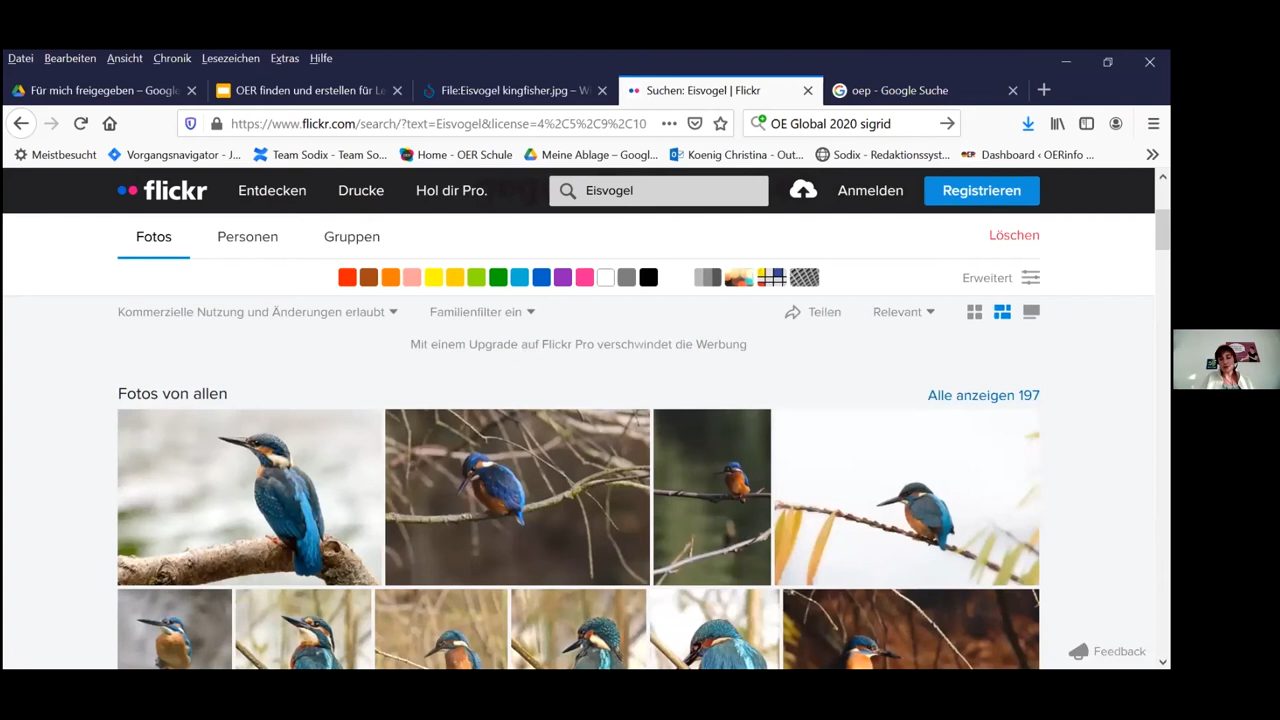 Datei Bearbeiten Ansicht Chronik Lesezeichen Extras Hilfe
Für mich freigegeben – Google OER finden und erstellen für Le File:Eisvogel kingfisher.jpg – Wi Suchen: Eisvogel | Flickr oep - Google Suche
https://www.flickr.com/search/?text=Eisvogel&license=4%2C5%2C9%2C10 OE Global 2020 sigrid
Meistbesucht Vorgangsnavigator - J... Team Sodix - Team So... Home - OER Schule Meine Ablage – Googl... Koenig Christina - Out... Sodix - Redaktionssyst... Dashboard ‹ OERinfo ...
flickr Entdecken Drucke Hol dir Pro. Eisvogel Anmelden Registrieren
Fotos Personen Gruppen Löschen
Erweitert
Kommerzielle Nutzung und Änderungen erlaubt Familienfilter ein Teilen Relevant
Mit einem Upgrade auf Flickr Pro verschwindet die Werbung
Fotos von allen Alle anzeigen 197
Feedback